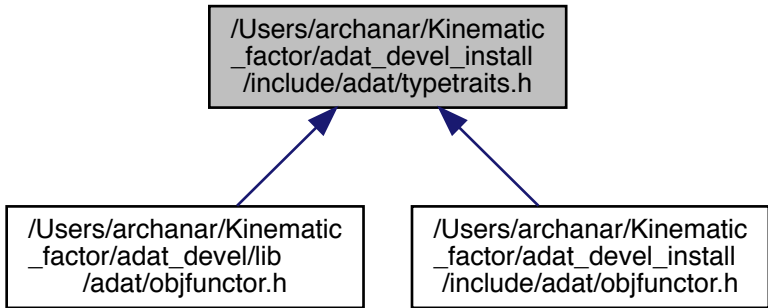 /Users/archanar/Kinematic
_factor/adat_devel_install
/include/adat/typetraits.h
/Users/archanar/Kinematic
_factor/adat_devel/lib
/adat/objfunctor.h
/Users/archanar/Kinematic
_factor/adat_devel_install
/include/adat/objfunctor.h